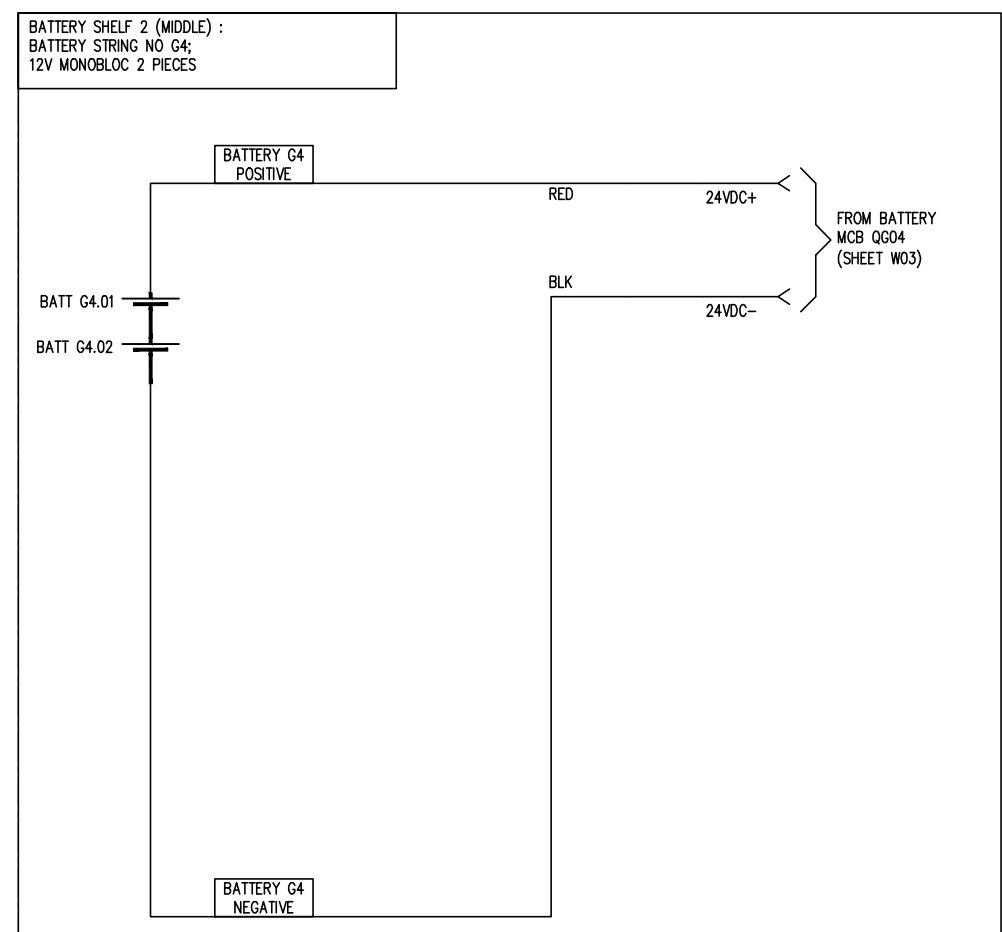 BATTERY SHELF 2 (MIDDLE) :
BATTERY STRING NO G4;
12V MONOBLOC 2 PIECES
BATTERY G4
POSITIVE
RED
24VDC+
FROM BATTERY
MCB QG04
(SHEET W03)
BLK
24VDC-
BATT G4.01
BATT G4.02
BATTERY G4
NEGATIVE